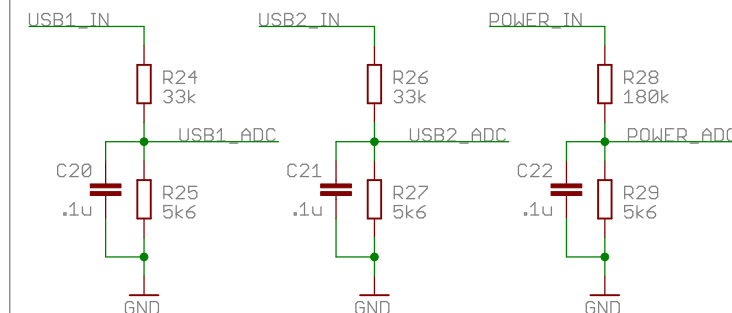 USB1_IN
R24
33k
USB1_ADC
C20
.1u
R25
5k6
GND
USB2_IN
R26
33k
USB2_ADC
C21
.1u
R27
5k6
GND
POWER_IN
R28
180k
POWER_ADC
C22
.1u
R29
5k6
GND